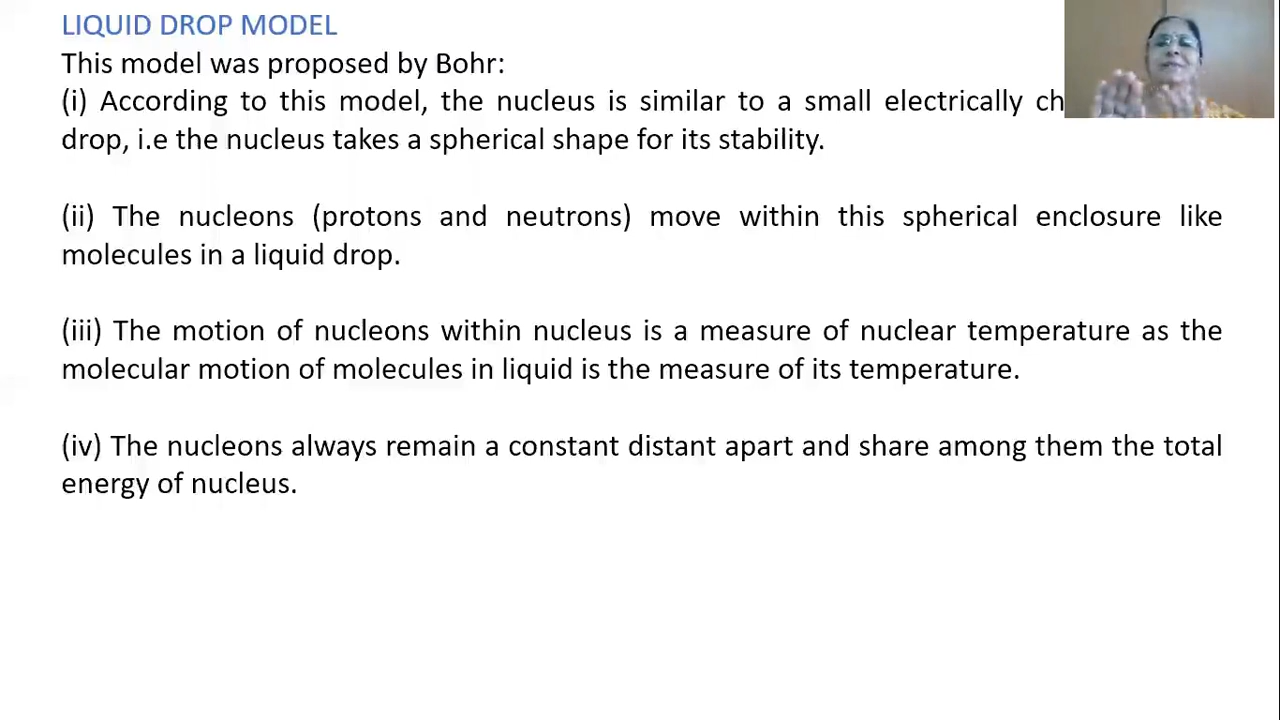 LIQUID DROP MODEL
This model was proposed by Bohr:
(i) According to this model, the nucleus is similar to a small electrically
drop, i.e the nucleus takes a spherical shape for its stability.
(ii) The nucleons (protons and neutrons) move within this spherical enclosure like
molecules in a liquid drop.
(iii) The motion of nucleons within nucleus is a measure of nuclear temperature as the
molecular motion of molecules in liquid is the measure of its temperature.
(iv) The nucleons always remain a constant distant apart and share among them the total
energy of nucleus.